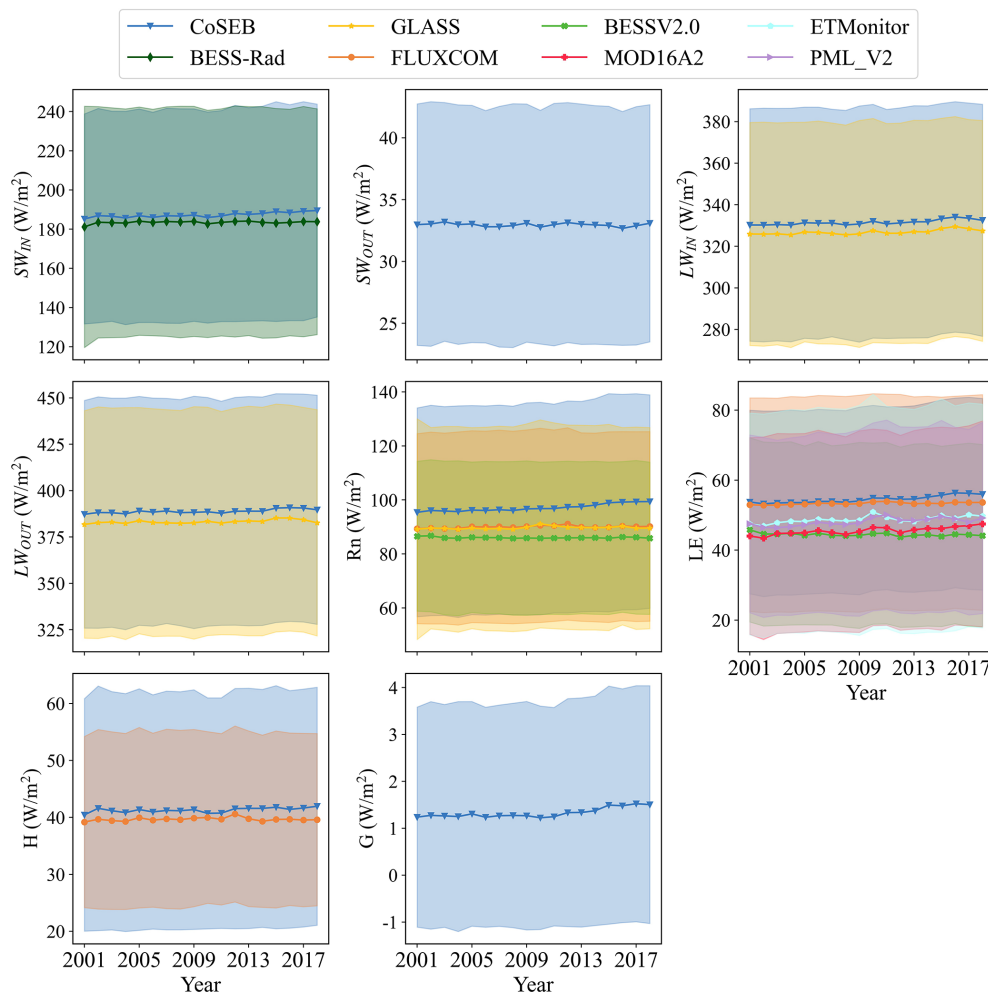 CoSEB GLASS BESSV2.0 ETMonitor
BESS-Rad FLUXCOM MOD16A2 PML_V2
SW_IN (W/m²)
240
220
200
180
160
140
120
SW_OUT (W/m²)
40
35
30
25
LW_IN (W/m²)
380
360
340
320
300
280
LW_OUT (W/m²)
450
425
400
375
350
325
Rn (W/m²)
140
120
100
80
60
LE (W/m²)
80
60
40
20
2001 2005 2009 2013 2017
Year
H (W/m²)
60
50
40
30
20
2001 2005 2009 2013 2017
Year
G (W/m²)
4
3
2
1
0
-1
2001 2005 2009 2013 2017
Year